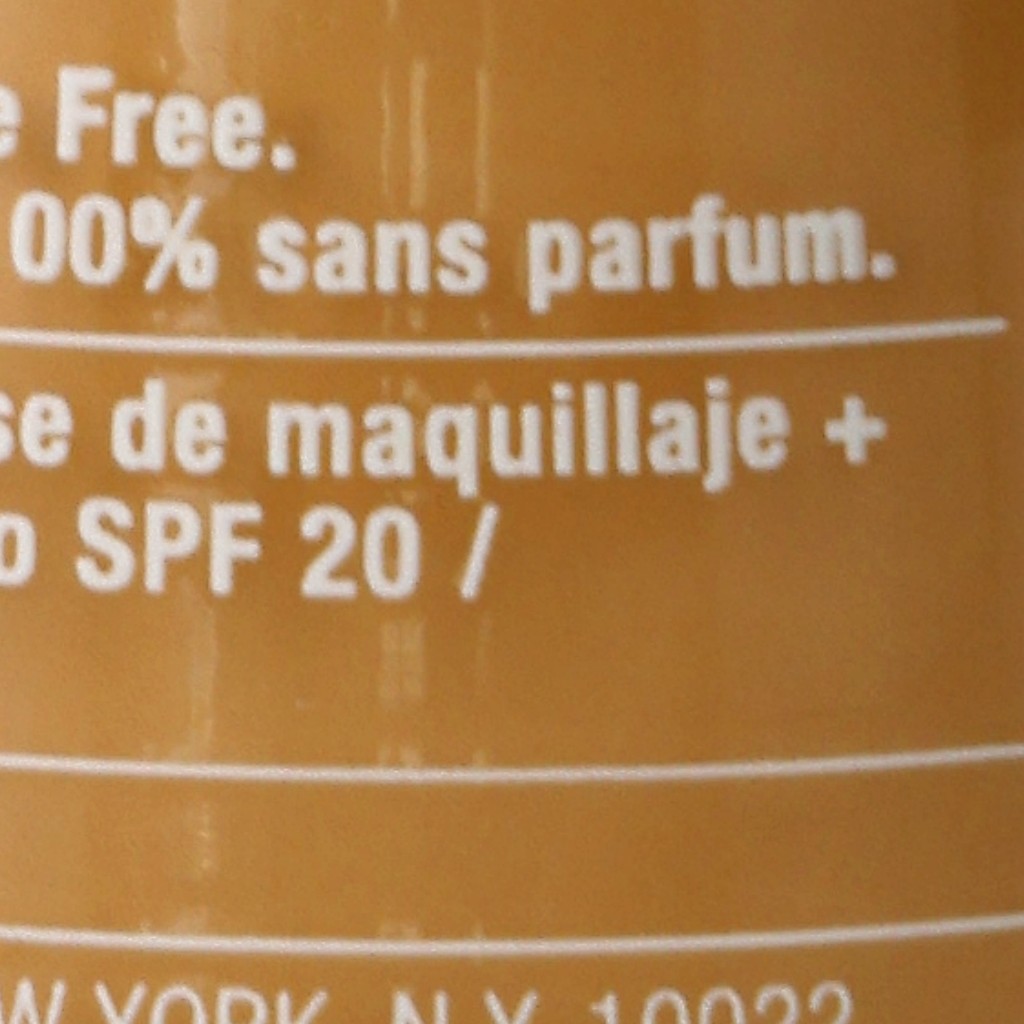 e Free.
00% sans parfum.
se de maquillaje +
o SPF 20 /
W YORK, N.Y. 10022